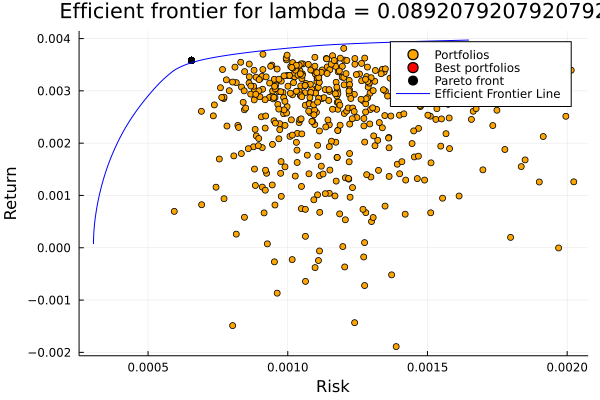 Efficient frontier for lambda = 0.0892079207920792
0.004
0.003
0.002
0.001
0.000
−0.001
−0.002
Return
Portfolios
Best portfolios
Pareto front
Efficient Frontier Line
0.0005
0.0010
0.0015
0.0020
Risk